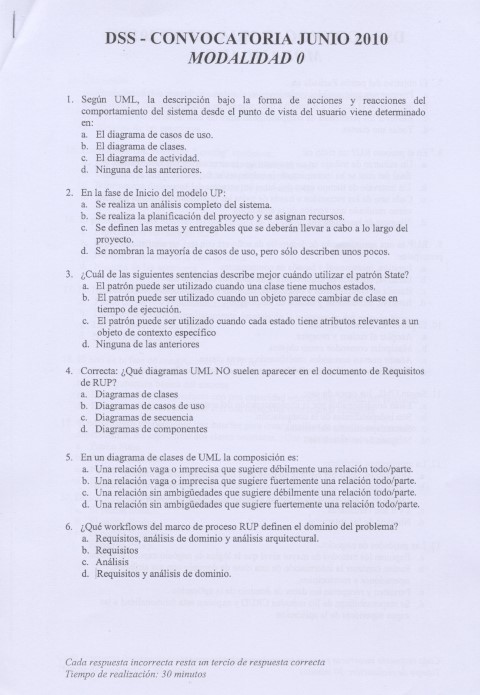 DSS - CONVOCATORIA JUNIO 2010
MODALIDAD 0
1. Según UML, la descripción bajo la forma de acciones y reacciones del
comportamiento del sistema desde el punto de vista del usuario viene determinado
en:
a. El diagrama de casos de uso.
b. El diagrama de clases.
c. El diagrama de actividad.
d. Ninguna de las anteriores.
2. En la fase de Inicio del modelo UP:
a. Se realiza un análisis completo del sistema.
b. Se realiza la planificación del proyecto y se asignan recursos.
c. Se definen las metas y entregables que se deberán llevar a cabo a lo largo del
proyecto.
d. Se nombran la mayoría de casos de uso, pero sólo describen unos pocos.
3. ¿Cuál de las siguientes sentencias describe mejor cuándo utilizar el patrón State?
a. El patrón puede ser utilizado cuando una clase tiene muchos estados.
b. El patrón puede ser utilizado cuando un objeto parece cambiar de clase en
tiempo de ejecución.
c. El patrón puede ser utilizado cuando cada estado tiene atributos relevantes a un
objeto de contexto específico
d. Ninguna de las anteriores
4. Correcta: ¿Qué diagramas UML NO suelen aparecer en el documento de Requisitos
de RUP?
a. Diagramas de clases
b. Diagramas de casos de uso
c. Diagramas de secuencia
d. Diagramas de componentes
5. En un diagrama de clases de UML la composición es:
a. Una relación vaga o imprecisa que sugiere débilmente una relación todo/parte.
b. Una relación vaga o imprecisa que sugiere fuertemente una relación todo/parte.
c. Una relación sin ambigüedades que sugiere débilmente una relación todo/parte.
d. Una relación sin ambigüedades que sugiere fuertemente una relación todo/parte.
6. ¿Qué workflows del marco de proceso RUP definen el dominio del problema?
a. Requisitos, análisis de dominio y análisis arquitectural.
b. Requisitos
c. Análisis
d. Requisitos y análisis de dominio.
Cada respuesta incorrecta resta un tercio de respuesta correcta
Tiempo de realización: 30 minutos